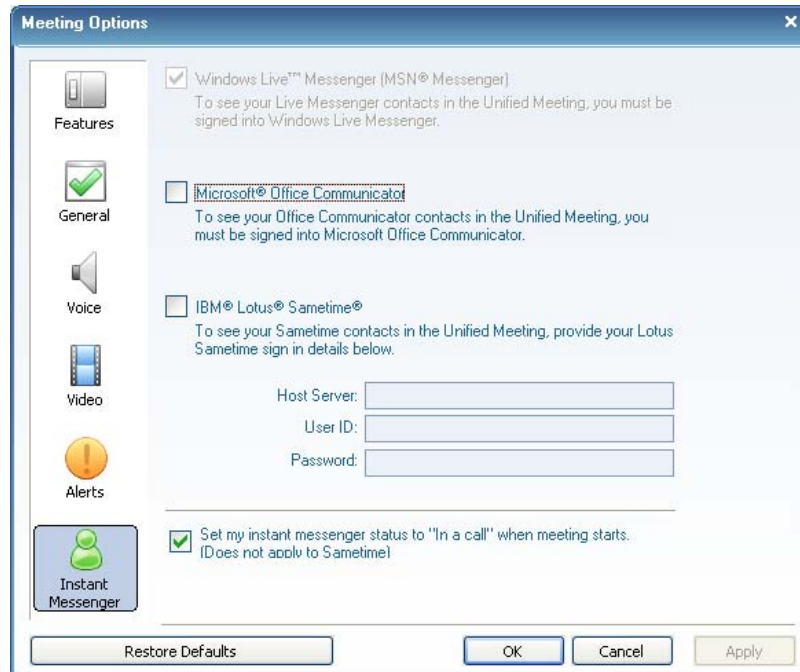 Meeting Options
Features
General
Voice
Video
Alerts
Instant
Messenger
Windows Live™ Messenger (MSN® Messenger)
To see your Live Messenger contacts in the Unified Meeting, you must be
signed into Windows Live Messenger.
Microsoft® Office Communicator
To see your Office Communicator contacts in the Unified Meeting, you
must be signed into Microsoft Office Communicator.
IBM® Lotus® Sametime®
To see your Sametime contacts in the Unified Meeting, provide your Lotus
Sametime sign in details below.
Host Server:
User ID:
Password:
Set my instant messenger status to "In a call" when meeting starts.
(Does not apply to Sametime)
Restore Defaults
OK
Cancel
Apply